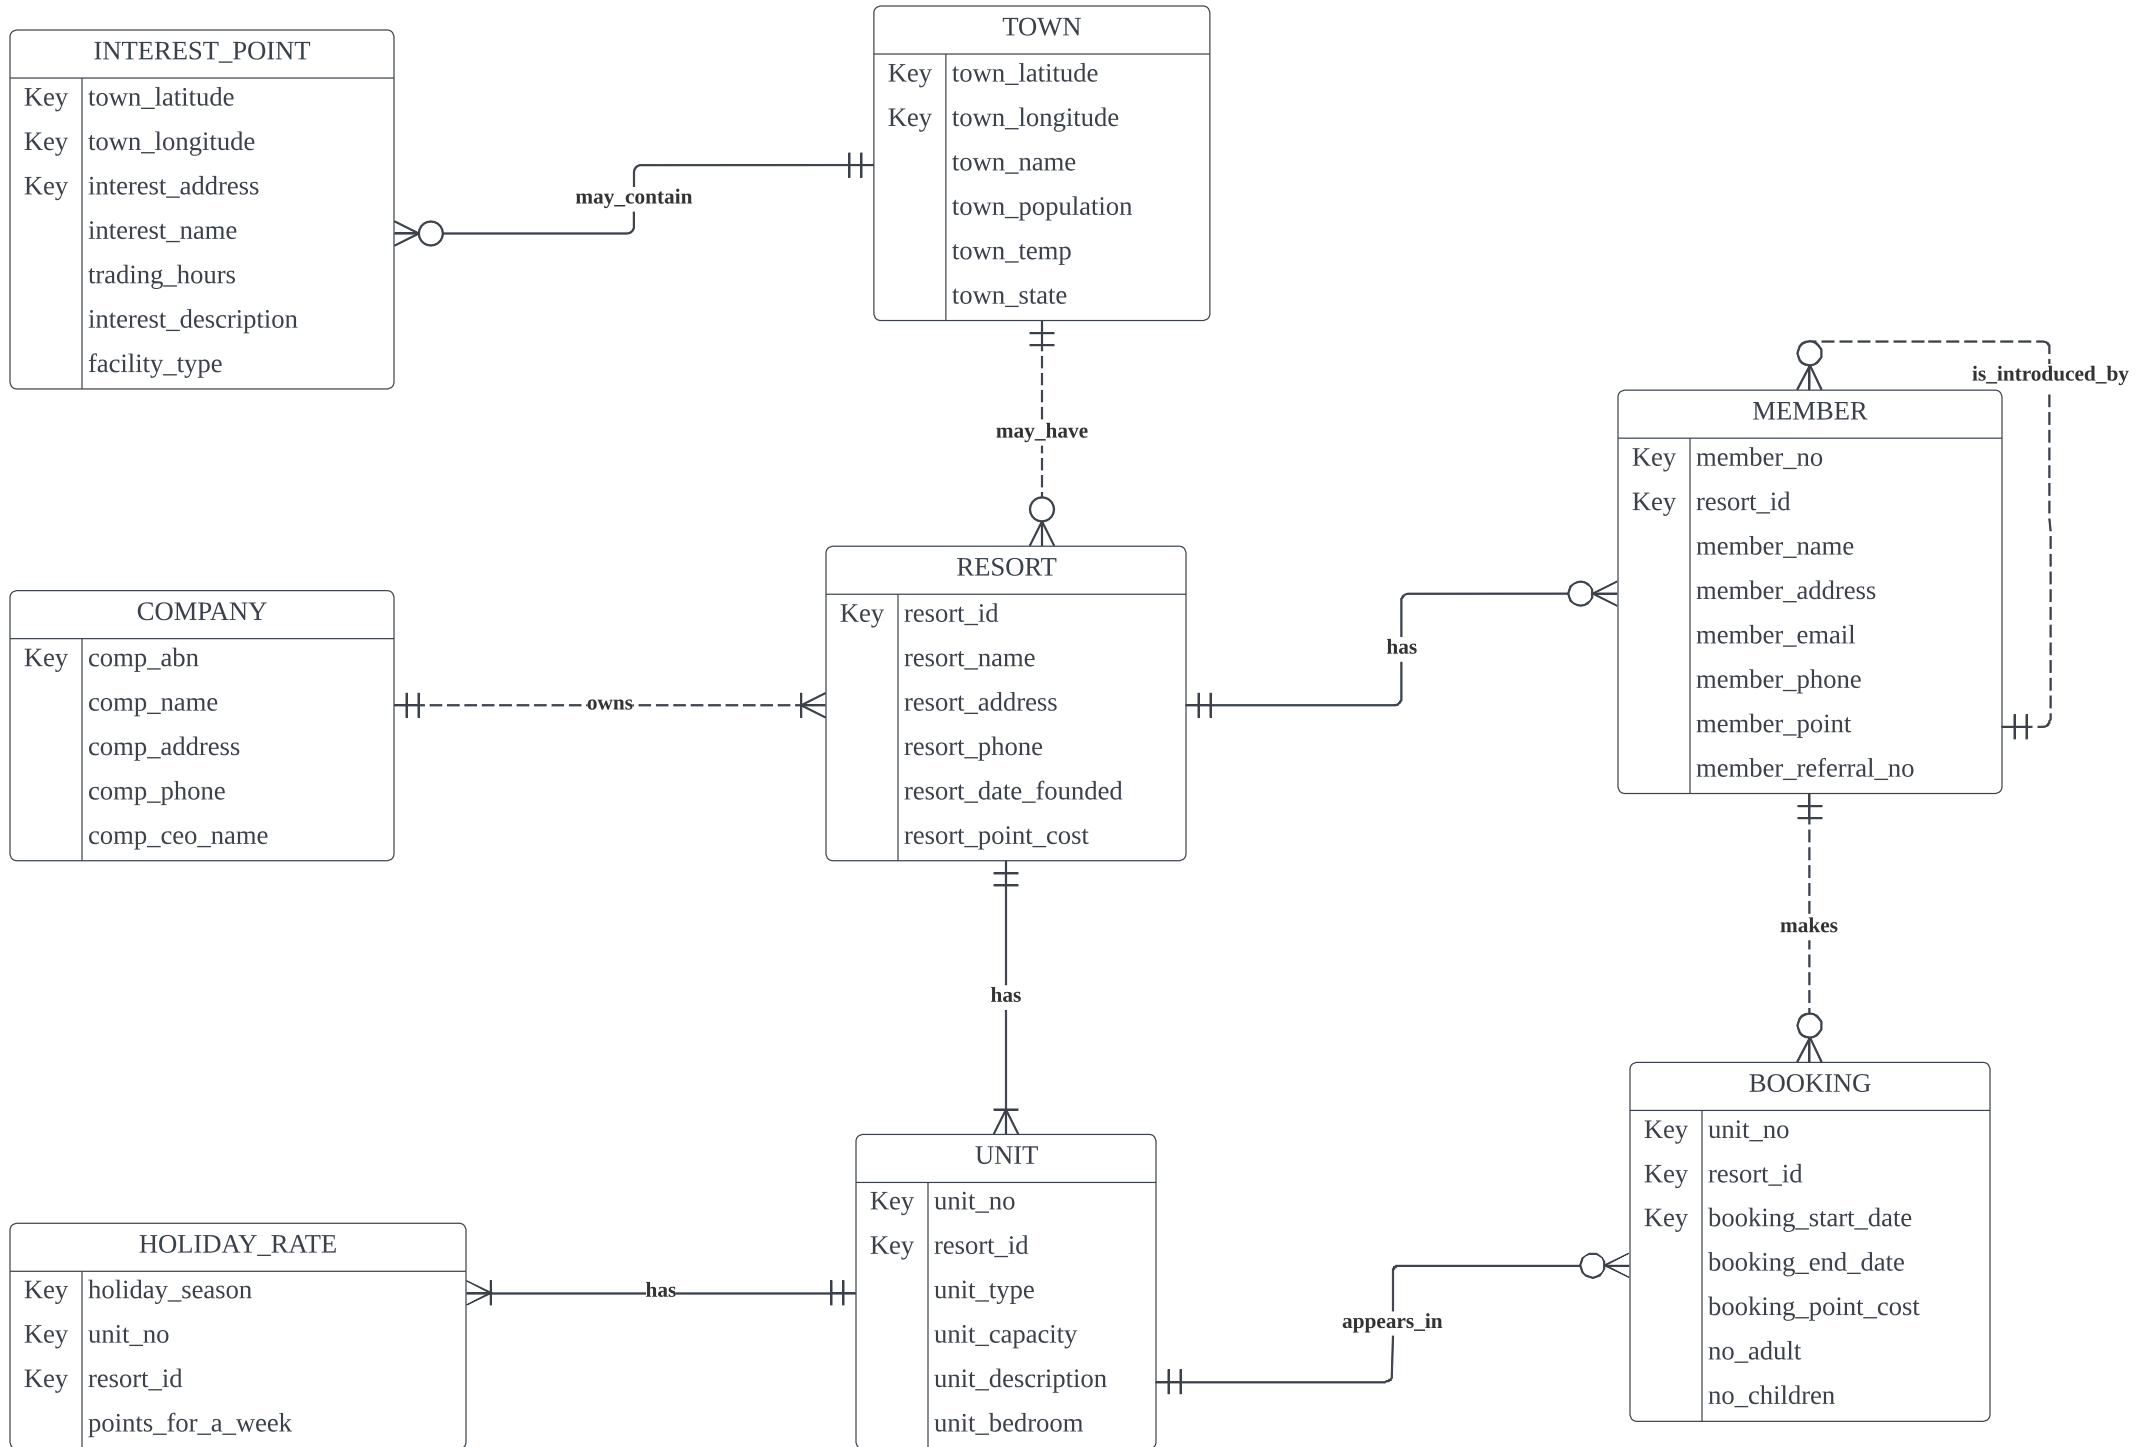 INTEREST_POINT
Key town_latitude
Key town_longitude
Key interest_address
interest_name
trading_hours
interest_description
facility_type
may_contain
TOWN
Key town_latitude
Key town_longitude
town_name
town_population
town_temp
town_state
may_have
is_introduced_by
MEMBER
Key member_no
Key resort_id
member_name
member_address
member_email
member_phone
member_point
member_referral_no
COMPANY
Key comp_abn
comp_name
comp_address
comp_phone
comp_ceo_name
owns
RESORT
Key resort_id
resort_name
resort_address
resort_phone
resort_date_founded
resort_point_cost
has
makes
has
HOLIDAY_RATE
Key holiday_season
Key unit_no
Key resort_id
points_for_a_week
has
UNIT
Key unit_no
Key resort_id
unit_type
unit_capacity
unit_description
unit_bedroom
appears_in
BOOKING
Key unit_no
Key resort_id
Key booking_start_date
booking_end_date
booking_point_cost
no_adult
no_children